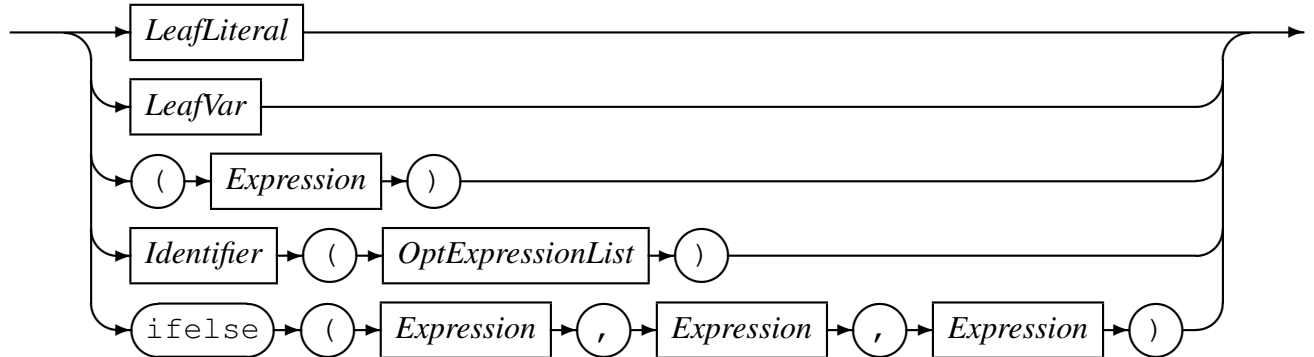 LeafLiteral
LeafVar
( Expression )
Identifier ( OptExpressionList )
ifelse ( Expression , Expression , Expression )